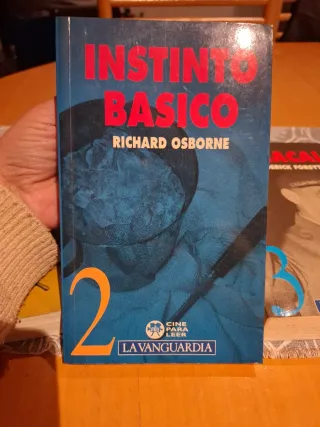 INSTINTO
BASICO
RICHARD OSBORNE
2
CINE
PARA
LEER
LA VANGUARDIA
3